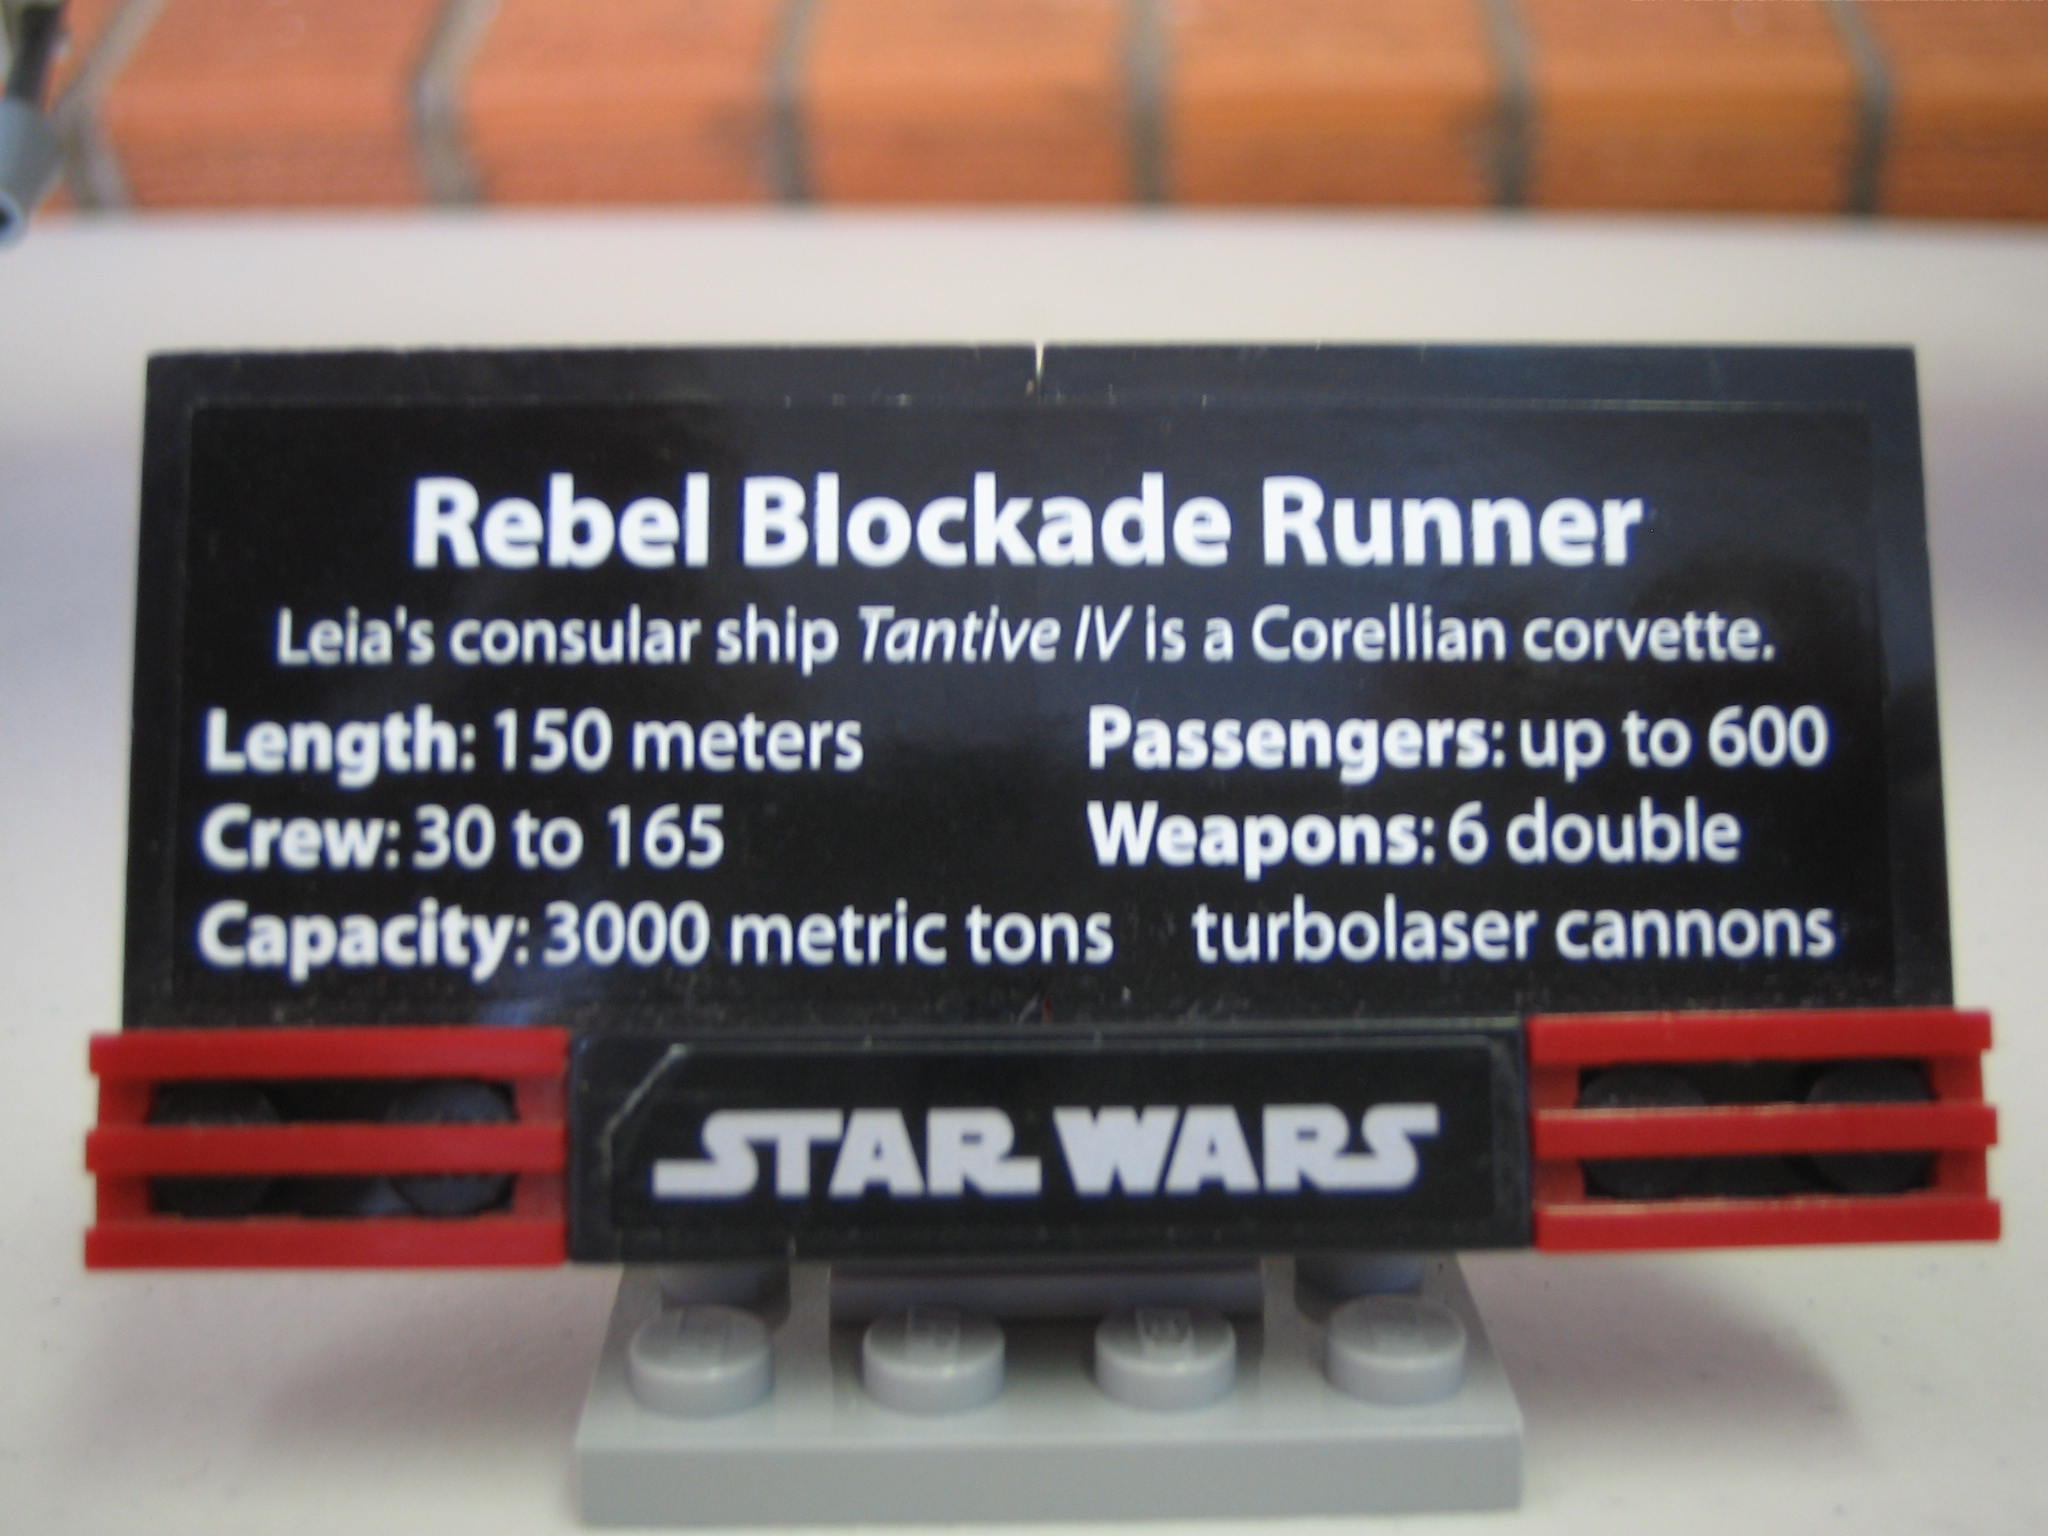 Rebel Blockade Runner
Leia's consular ship Tantive IV is a Corellian corvette.
Length: 150 meters
Crew: 30 to 165
Capacity: 3000 metric tons
Passengers: up to 600
Weapons: 6 double
turbolaser cannons
STAR WARS